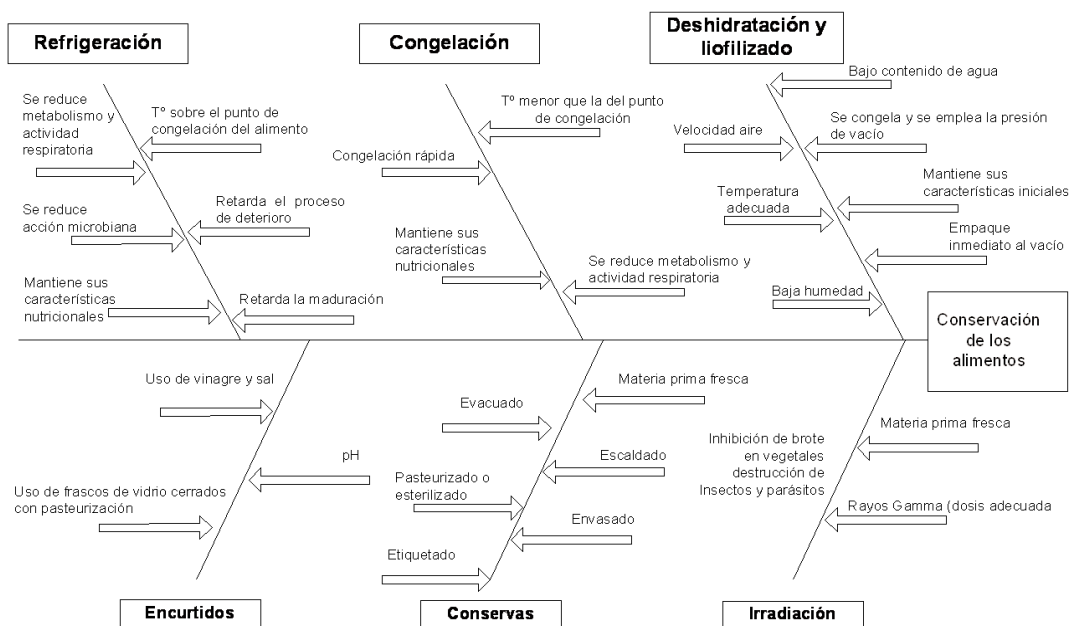 Refrigeración
Congelación
Deshidratación y
liofilizado
Se reduce
metabolismo y
actividad
respiratoria
Tº sobre el punto de
congelación del alimento
Se reduce
acción microbiana
Retarda el proceso
de deterioro
Mantiene sus
características
nutricionales
Retarda la maduración
Tº menor que la del punto
de congelación
Congelación rápida
Mantiene sus
características
nutricionales
Se reduce metabolismo y
actividad respiratoria
Bajo contenido de agua
Velocidad aire
Se congela y se emplea la presión
de vacío
Temperatura
adecuada
Mantiene sus
características iniciales
Empaque
inmediato al vacío
Baja humedad
Conservación
de los
alimentos
Uso de vinagre y sal
pH
Uso de frascos de vidrio cerrados
con pasteurización
Materia prima fresca
Evacuado
Escaldado
Pasteurizado o
esterilizado
Envasado
Etiquetado
Materia prima fresca
Inhibición de brote
en vegetales
destrucción de
Insectos y parásitos
Rayos Gamma (dosis adecuada
Encurtidos
Conservas
Irradiación